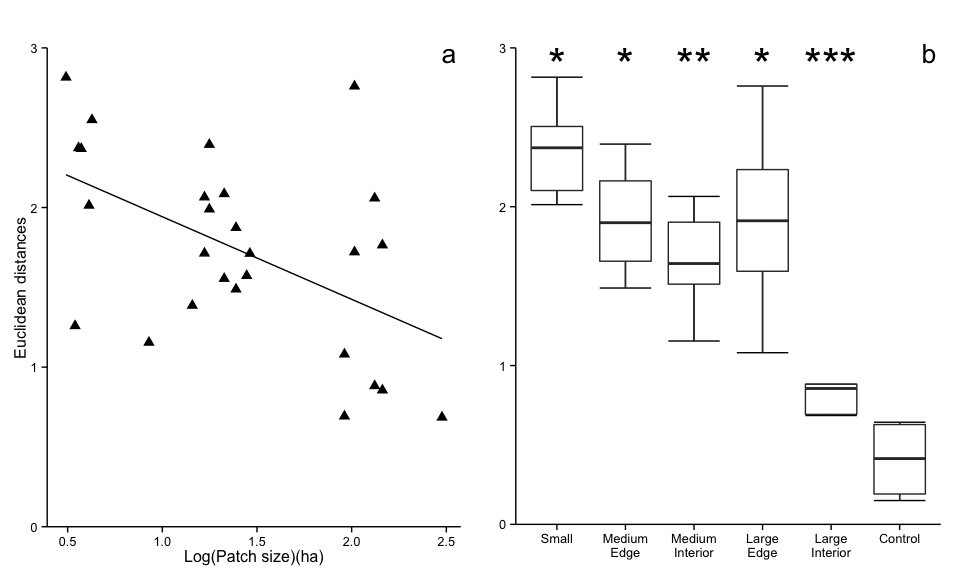 a
3
2
1
0
Euclidean distances
0.5 1.0 1.5 2.0 2.5
Log(Patch size)(ha)
b
* * ** * ***
3
2
1
0
Small Medium Edge Medium Interior Large Edge Large Interior Control